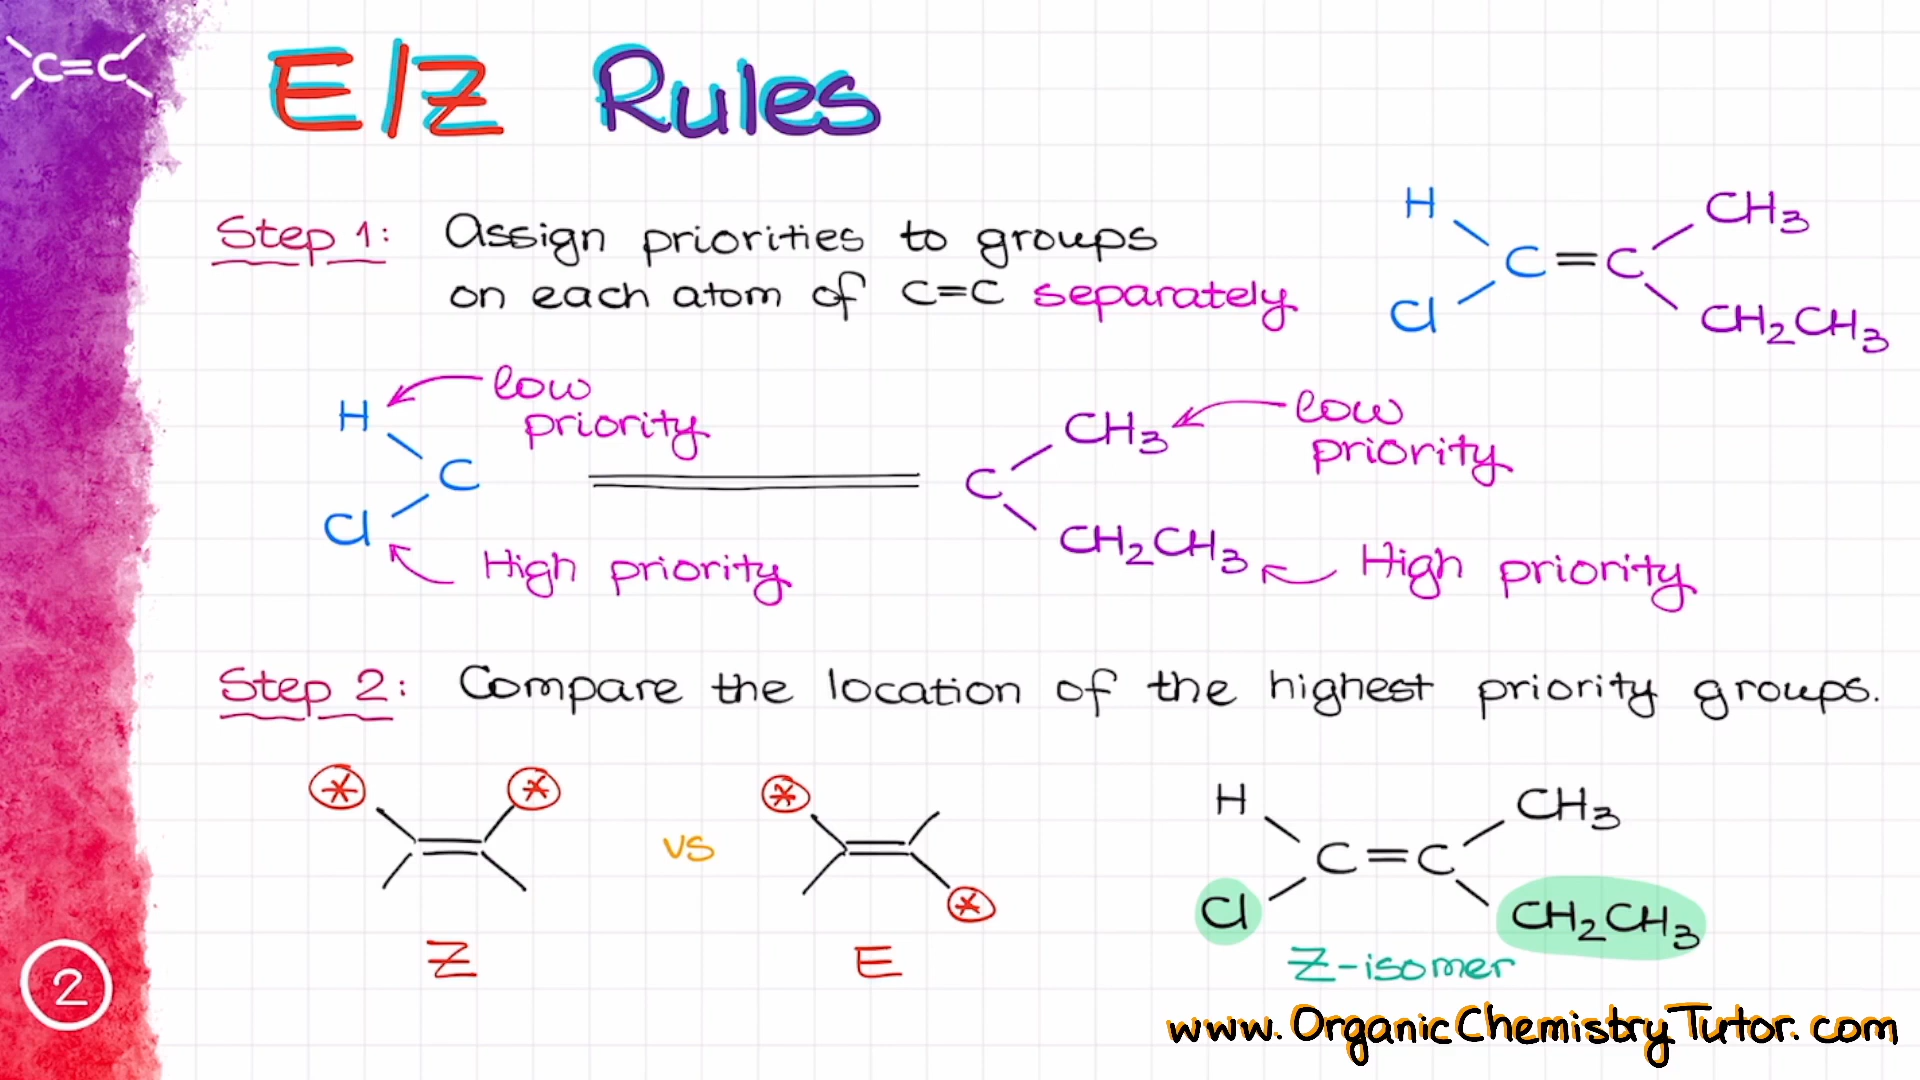 C=C
E/Z Rules
Step 1: Assign priorities to groups
on each atom of C=C separately
H CH₃
C=C
Cl CH₂CH₃
H low
priority
C
Cl High priority
CH₃ low
priority
C
CH₂CH₃ High priority
Step 2: Compare the location of the highest priority groups.
* *
Z
vs
*
*
E
H CH₃
C=C
Cl CH₂CH₃
Z-isomer
2
www.OrganicChemistryTutor.com